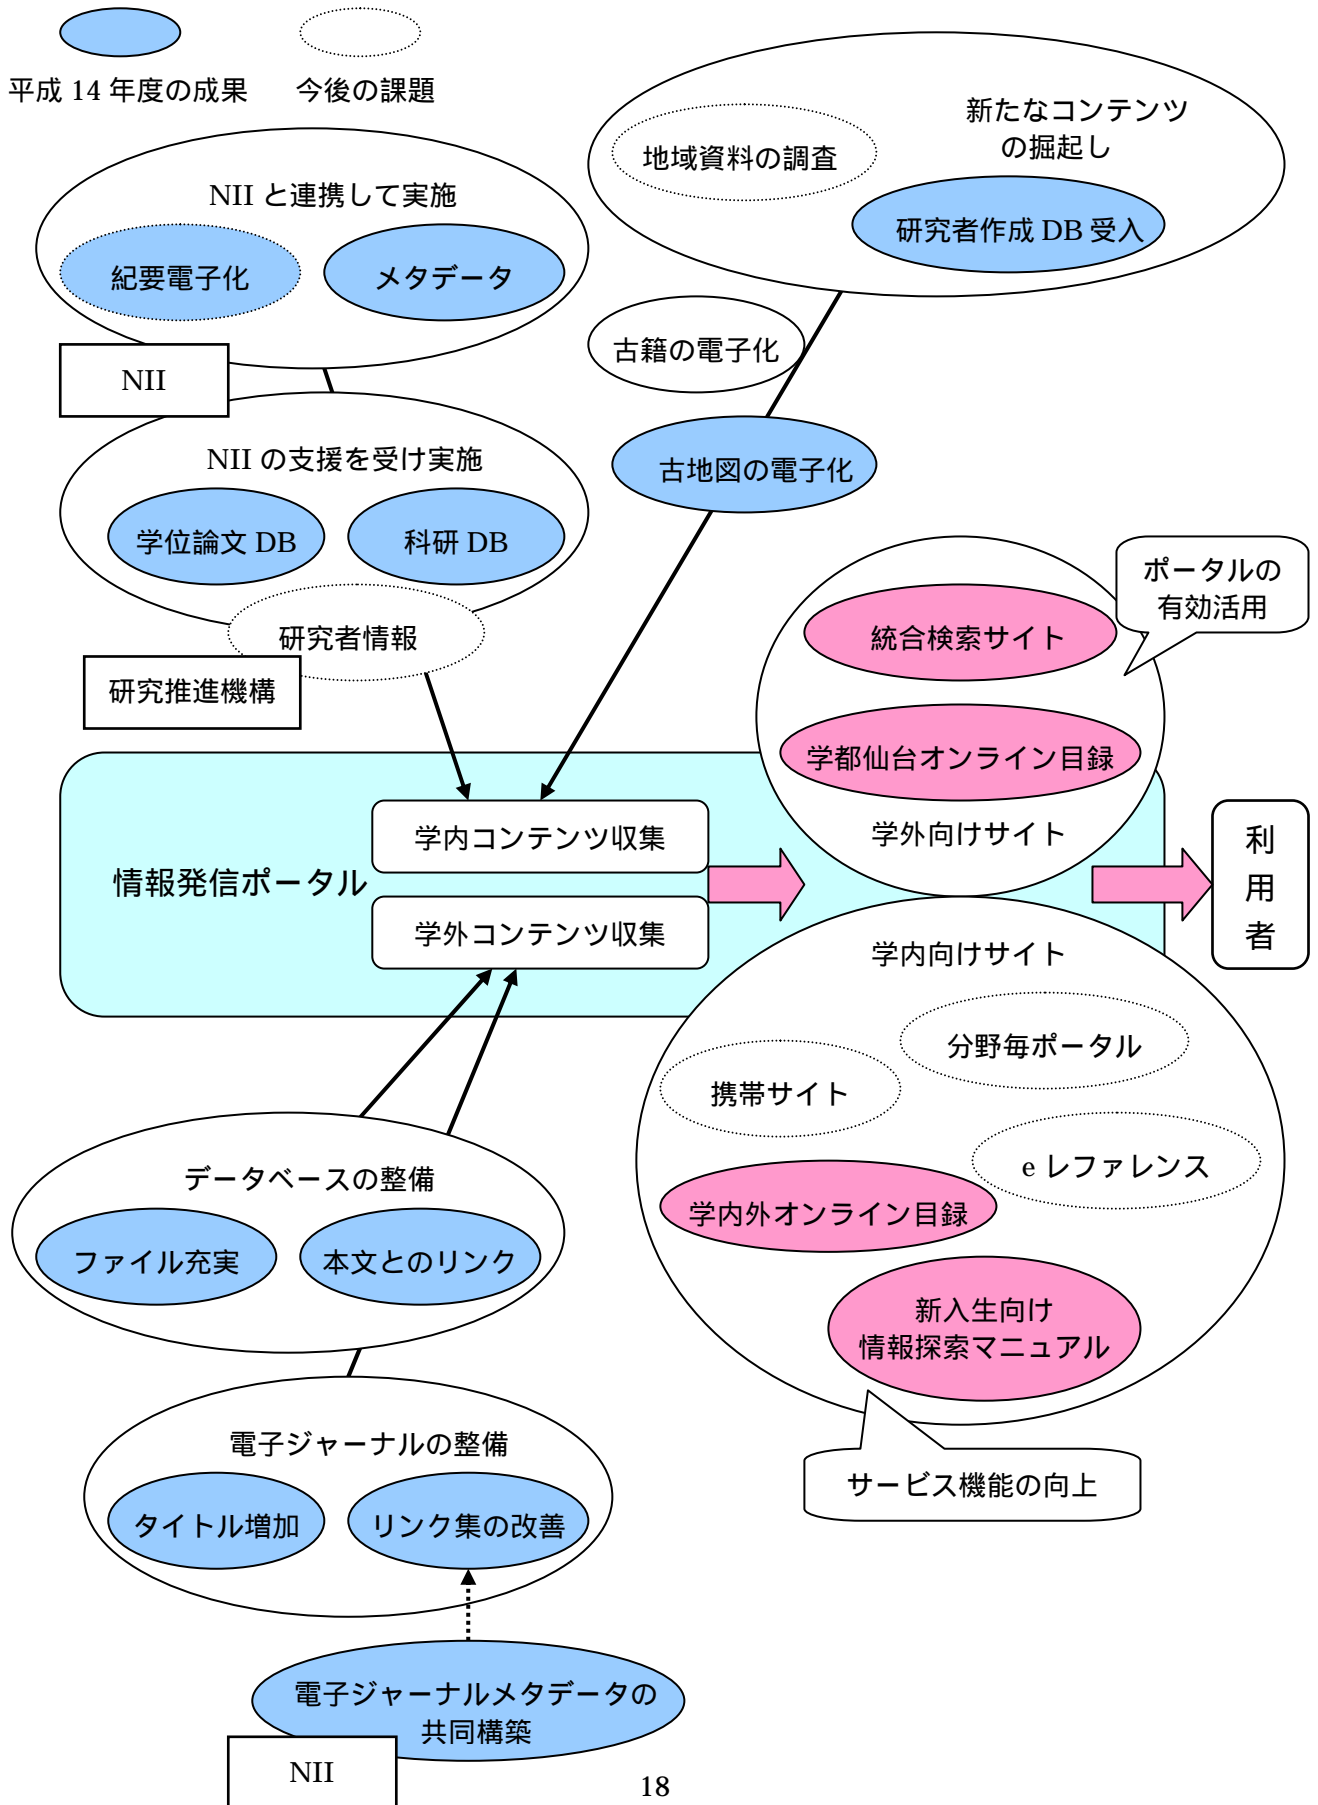 平成 14 年度の成果
今後の課題
新たなコンテンツ
の掘起し
地域資料の調査
研究者作成 DB 受入
NII と連携して実施
紀要電子化
メタデータ
NII
古籍の電子化
古地図の電子化
NII の支援を受け実施
学位論文 DB
科研 DB
研究者情報
研究推進機構
ポータルの
有効活用
統合検索サイト
学都仙台オンライン目録
学外向けサイト
学内コンテンツ収集
情報発信ポータル
学外コンテンツ収集
利
用
者
学内向けサイト
分野毎ポータル
携帯サイト
e レファレンス
学内外オンライン目録
新入生向け
情報探索マニュアル
サービス機能の向上
データベースの整備
ファイル充実
本文とのリンク
電子ジャーナルの整備
タイトル増加
リンク集の改善
電子ジャーナルメタデータの
共同構築
NII
18